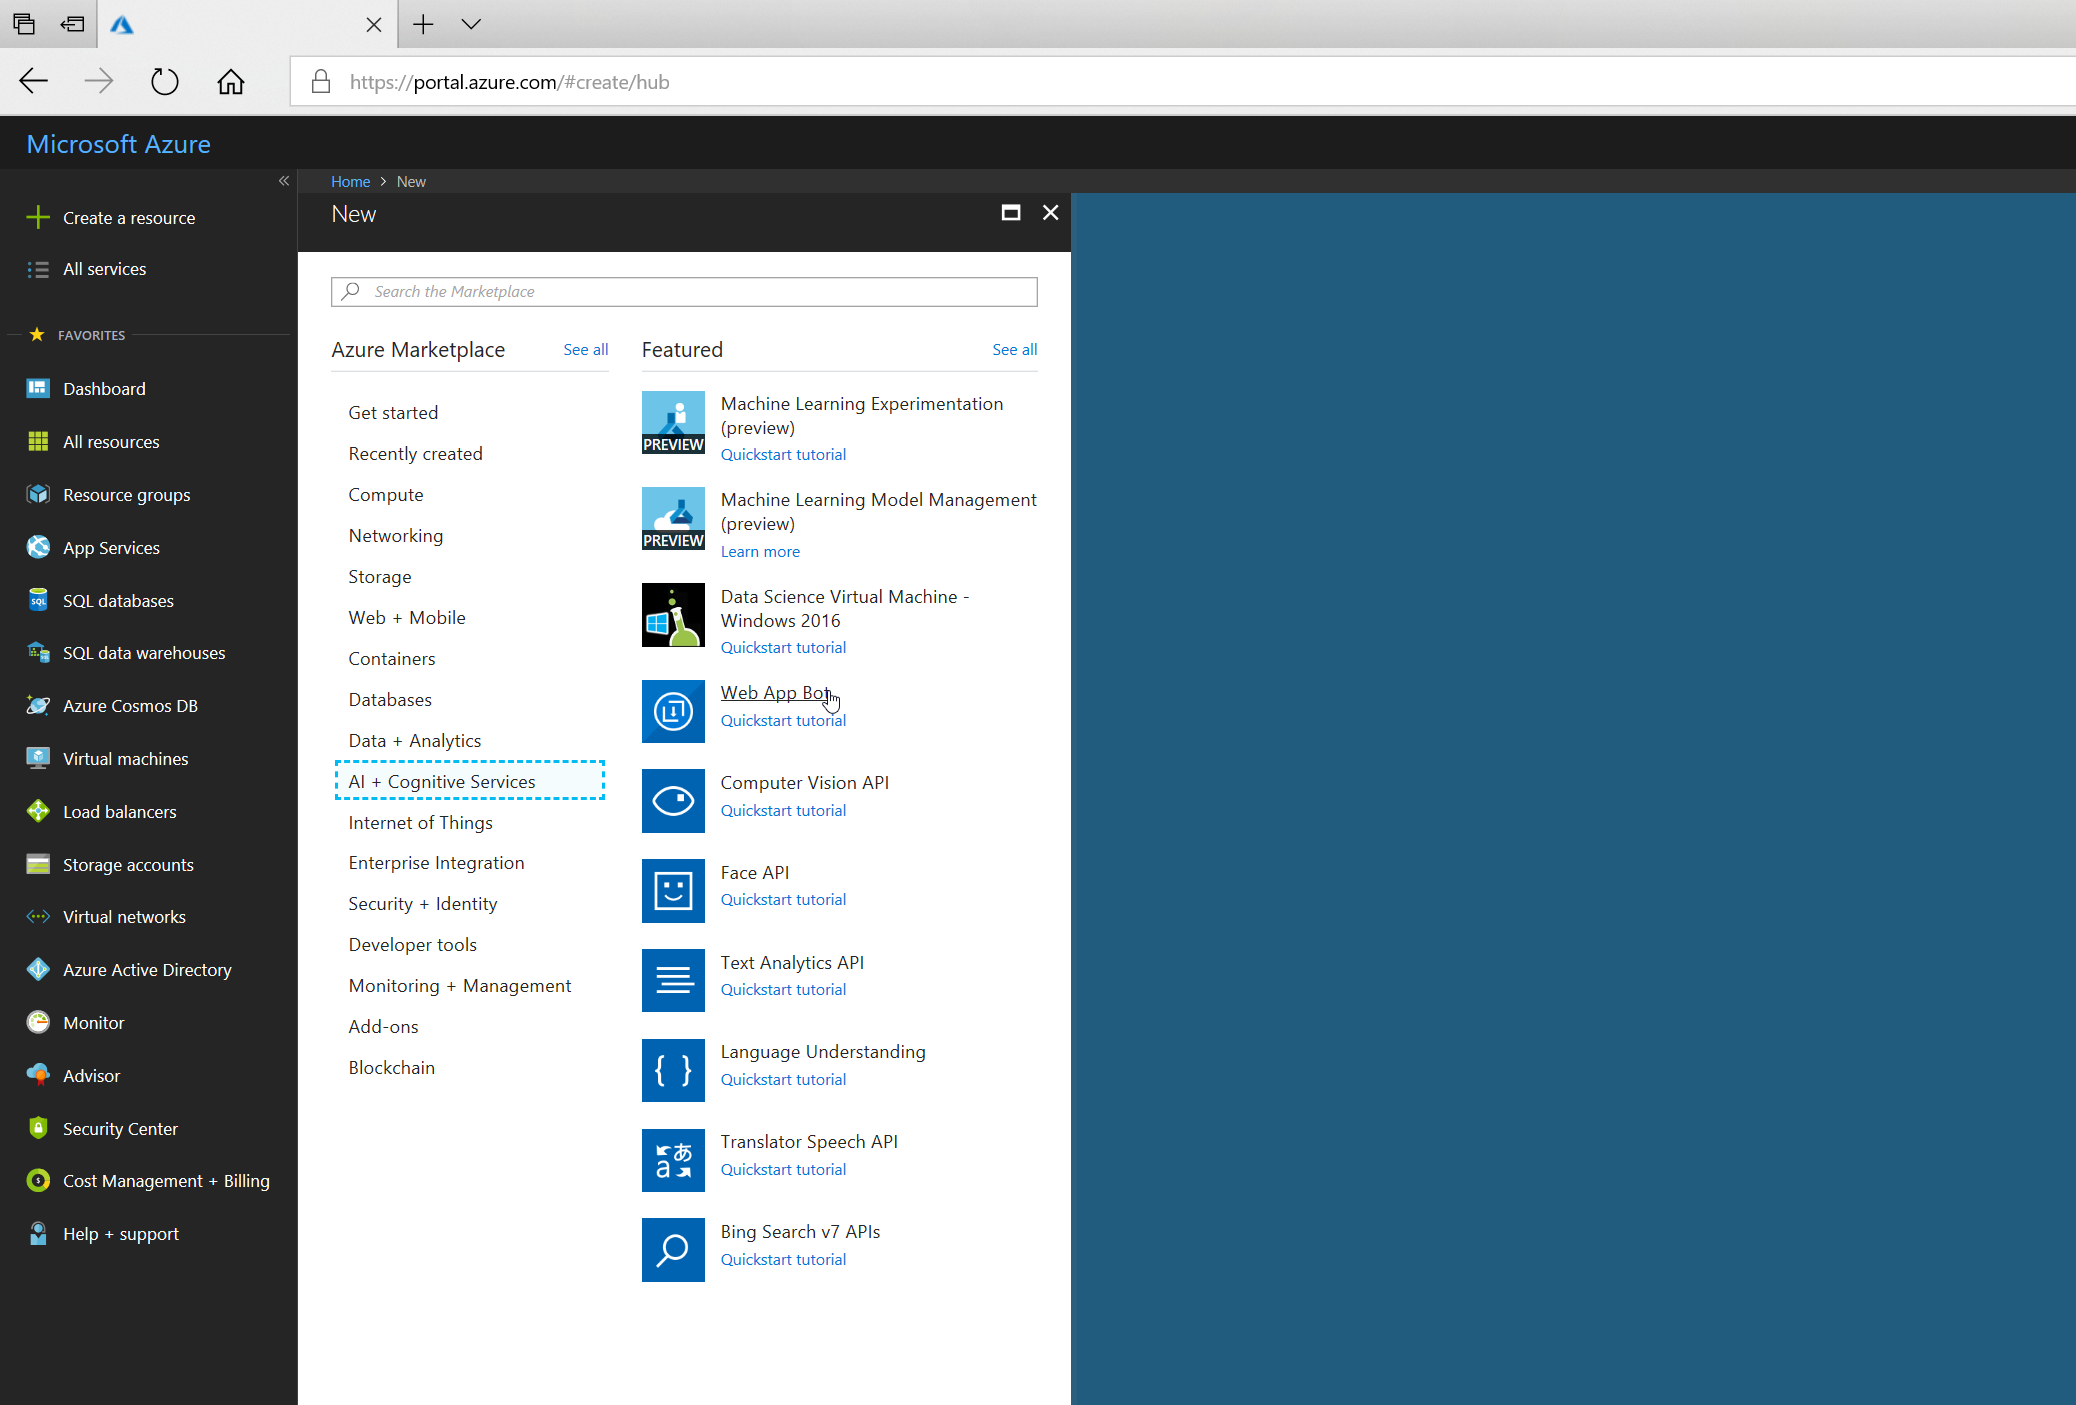 https://portal.azure.com/#create/hub
Microsoft Azure
Home > New
New
Create a resource
All services
FAVORITES
Dashboard
All resources
Resource groups
App Services
SQL databases
SQL data warehouses
Azure Cosmos DB
Virtual machines
Load balancers
Storage accounts
Virtual networks
Azure Active Directory
Monitor
Advisor
Security Center
Cost Management + Billing
Help + support
Search the Marketplace
Azure Marketplace
See all
Get started
Recently created
Compute
Networking
Storage
Web + Mobile
Containers
Databases
Data + Analytics
AI + Cognitive Services
Internet of Things
Enterprise Integration
Security + Identity
Developer tools
Monitoring + Management
Add-ons
Blockchain
Featured
See all
PREVIEW
Machine Learning Experimentation
(preview)
Quickstart tutorial
PREVIEW
Machine Learning Model Management
(preview)
Learn more
Data Science Virtual Machine -
Windows 2016
Quickstart tutorial
Web App Bot
Quickstart tutorial
Computer Vision API
Quickstart tutorial
Face API
Quickstart tutorial
Text Analytics API
Quickstart tutorial
Language Understanding
Quickstart tutorial
Translator Speech API
Quickstart tutorial
Bing Search v7 APIs
Quickstart tutorial